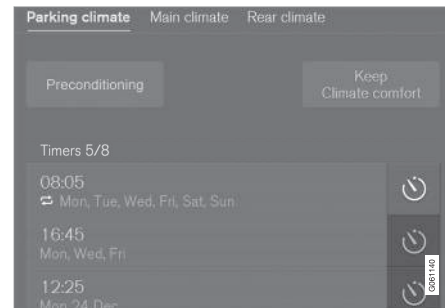 Parking climate Main climate Rear climate
Preconditioning
Keep
Climate comfort
Timers 5/8
08:05
Mon, Tue, Wed, Fri, Sat, Sun
16:45
Mon, Wed, Fri
12:25
Mon 24 Dec
G061140